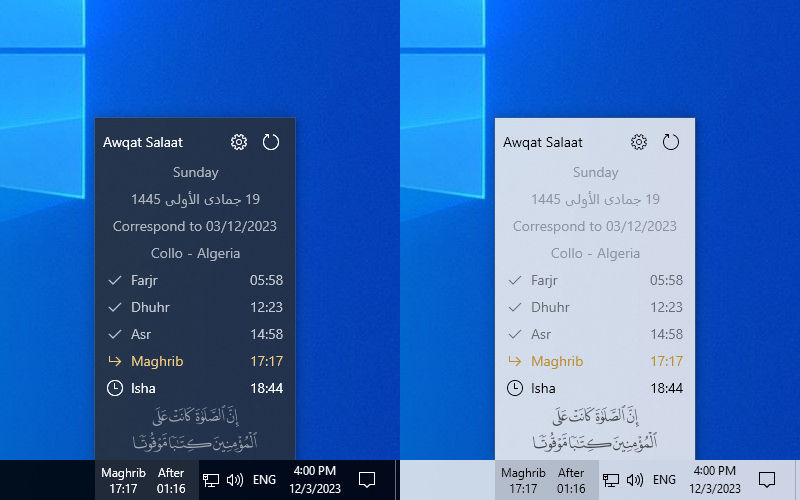 Awqat Salaat
Sunday
19 جمادى الأولى 1445
Correspond to 03/12/2023
Collo - Algeria
Farjr 05:58
Dhuhr 12:23
Asr 14:58
Maghrib 17:17
Isha 18:44
إِنَّ ٱلصَّلَوٰةَ كَانَتْ عَلَى
ٱلْمُؤْمِنِينَ كِتَٰبًا مَّوْقُوتًا
Maghrib After ENG 4:00 PM
17:17 01:16 12/3/2023
Awqat Salaat
Sunday
19 جمادى الأولى 1445
Correspond to 03/12/2023
Collo - Algeria
Farjr 05:58
Dhuhr 12:23
Asr 14:58
Maghrib 17:17
Isha 18:44
إِنَّ ٱلصَّلَوٰةَ كَانَتْ عَلَى
ٱلْمُؤْمِنِينَ كِتَٰبًا مَّوْقُوتًا
Maghrib After ENG 4:00 PM
17:17 01:16 12/3/2023